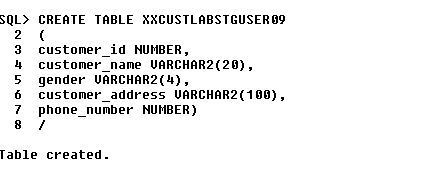 SQL> CREATE TABLE XXCUSTLABSTGUSER09
2 (
3 customer_id NUMBER,
4 customer_name VARCHAR2(20),
5 gender VARCHAR2(4),
6 customer_address VARCHAR2(100),
7 phone_number NUMBER)
8 /
Table created.